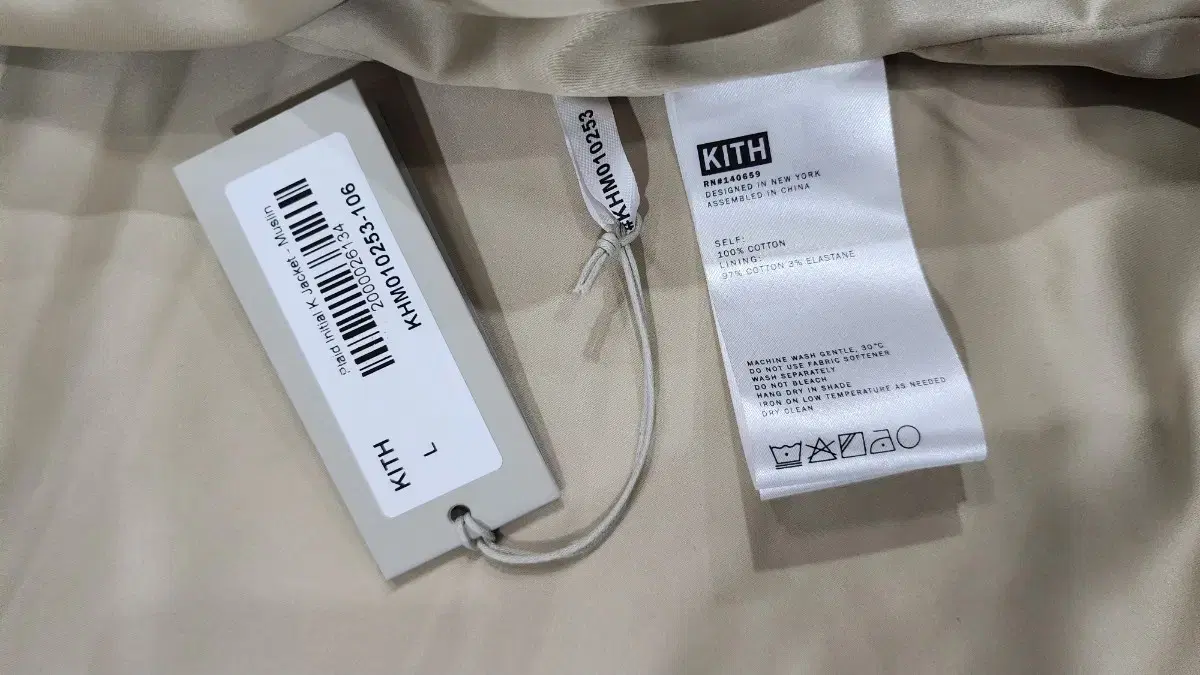 Plaid Initial K Jacket - Muslin
2000026134
KHM010253-106
KITH
L
#KHM010253
KITH
RN#140659
DESIGNED IN NEW YORK
ASSEMBLED IN CHINA
SELF:
100% COTTON
LINING:
97% COTTON 3% ELASTANE
MACHINE WASH GENTLE, 30°C
DO NOT USE FABRIC SOFTENER
WASH SEPARATELY
DO NOT BLEACH
HANG DRY IN SHADE
IRON ON LOW TEMPERATURE AS NEEDED
DRY CLEAN